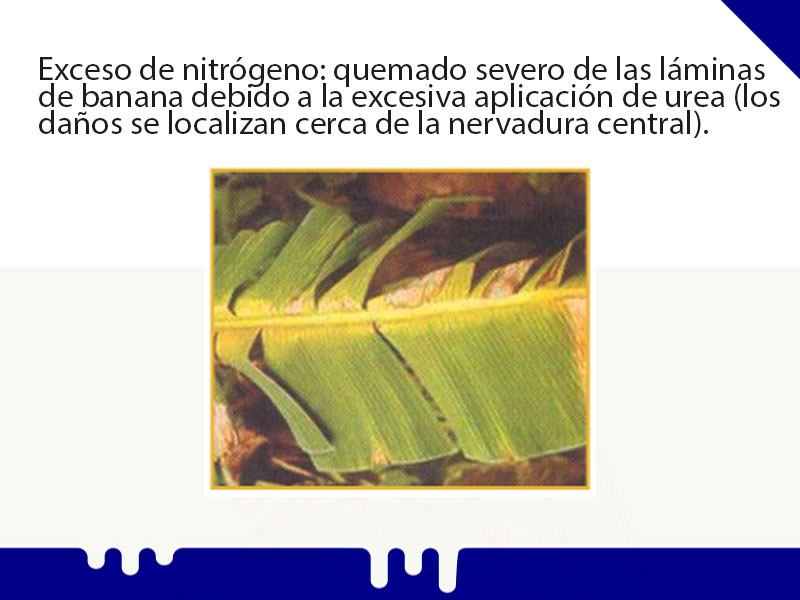 Exceso de nitrógeno: quemado severo de las láminas
de banana debido a la excesiva aplicación de urea (los
daños se localizan cerca de la nervadura central).